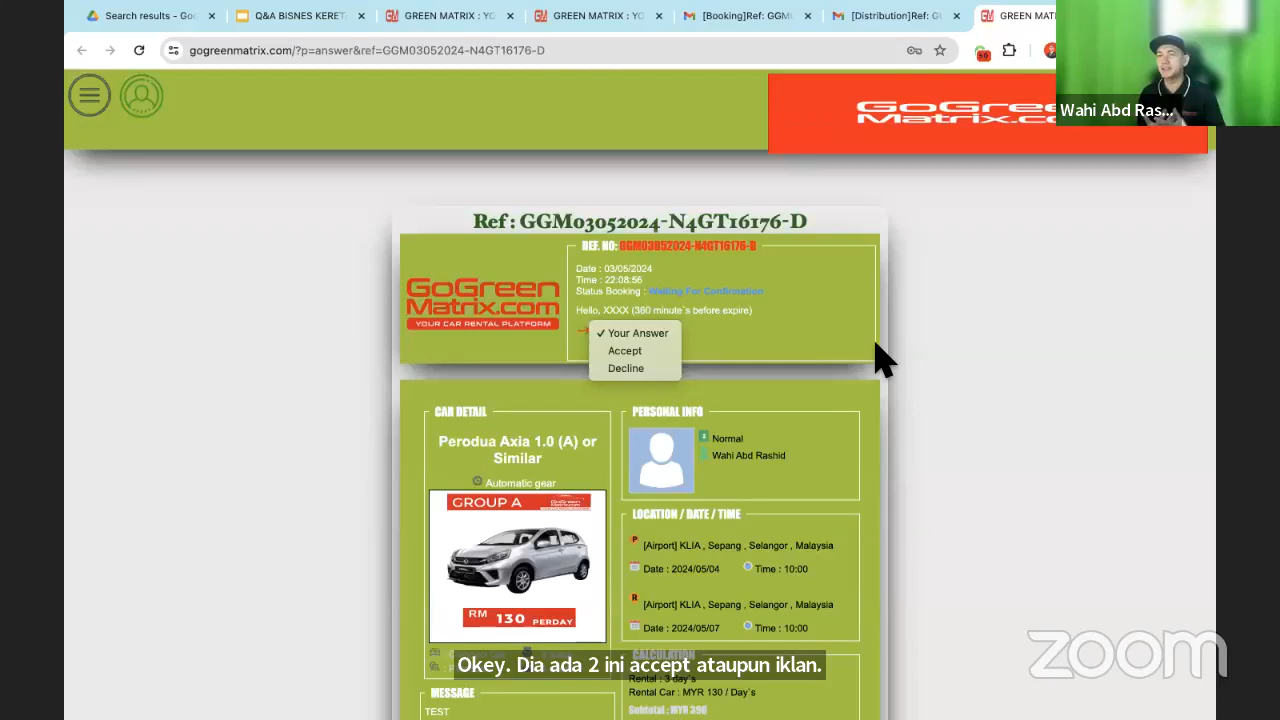 Search results - Go
Q&A BISNES KERETA
GREEN MATRIX : YO
GREEN MATRIX : YO
[Booking]Ref: GGM
[Distribution]Ref: G
GREEN MATRI
gogreenmatrix.com/?p=answer&ref=GGM03052024-N4GT16176-D
Wahi Abd Ras...
Ref : GGM03052024-N4GT16176-D
REF. NO: GGM03052024-N4GT16176-D
Date : 03/05/2024
Time : 22:08:56
Status Booking : Waiting For Confirmation
Hello, XXXX (360 minute`s before expire)
GoGreen
Matrix.com
YOUR CAR RENTAL PLATFORM
✓ Your Answer
Accept
Decline
CAR DETAIL
Perodua Axia 1.0 (A) or
Similar
Automatic gear
GROUP A
GoGreen
Matrix.com
RM 130 PERDAY
PERSONAL INFO
Normal
Wahi Abd Rashid
LOCATION / DATE / TIME
P
[Airport] KLIA , Sepang , Selangor , Malaysia
Date : 2024/05/04 Time : 10:00
R
[Airport] KLIA , Sepang , Selangor , Malaysia
Date : 2024/05/07 Time : 10:00
CALCULATION
Okey. Dia ada 2 ini accept ataupun iklan.
Rental : 3 day`s
Rental Car : MYR 130 / Day`s
Subtotal : MYR 390
MESSAGE
TEST
zoom